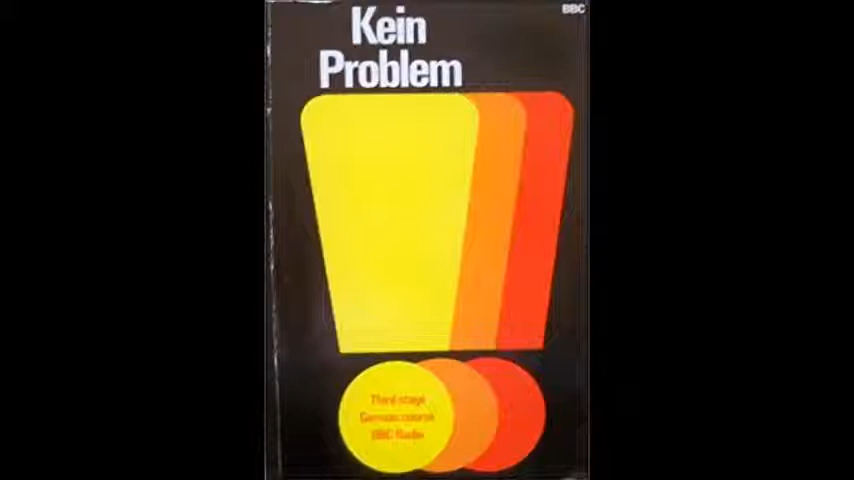 BBC
Kein
Problem
Third stage
German course
BBC Radio